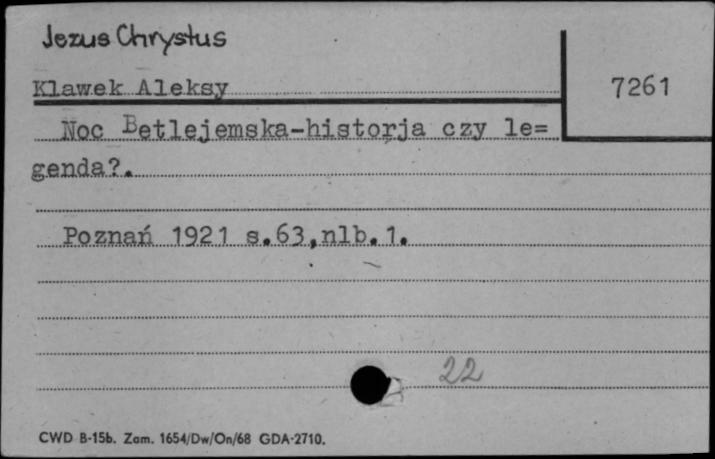 Jezus Chrystus
Klawek Aleksy
7261
Noc Betlejemska-historja czy le=
genda?.
Poznań 1921 s.63,nlb.1.
22
CWD B-15b. Zam. 1654/Dw/On/68 GDA-2710.